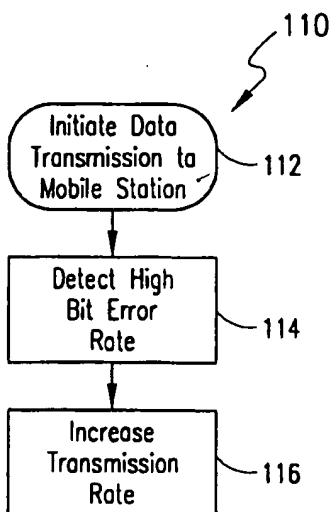 110
Initiate Data
Transmission to
Mobile Station
112
Detect High
Bit Error
Rate
114
Increase
Transmission
Rate
116